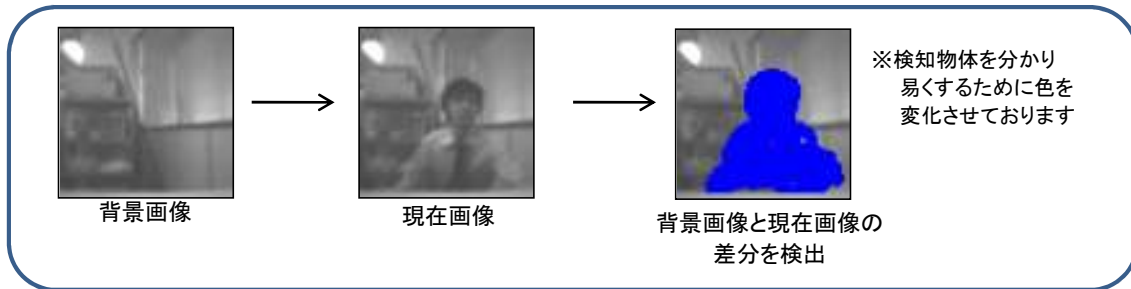 背景画像
現在画像
背景画像と現在画像の
差分を検出
※検知物体を分かり
易くするために色を
変化させております